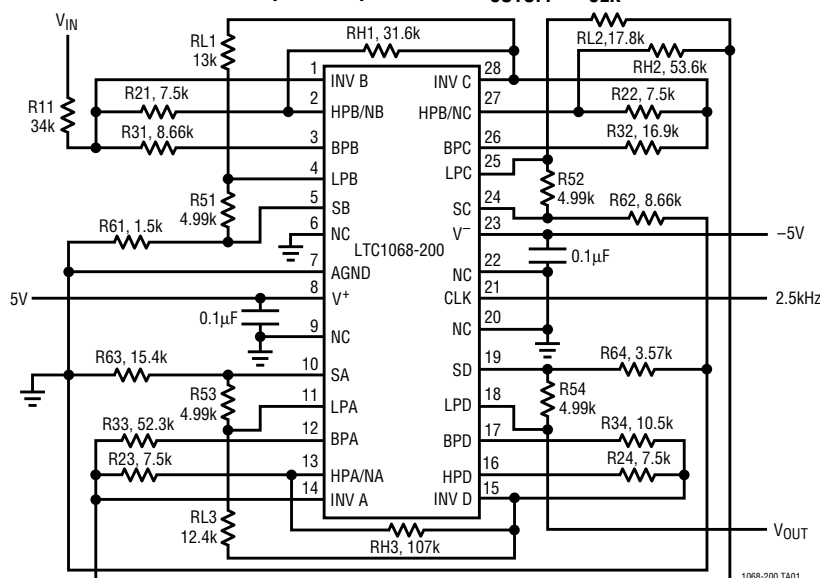 CUTOFF
CLK
VIN
RL1
13k
RH1, 31.6k
RL2,17.8k
RH2, 53.6k
1
INV B
INV C
28
R11
34k
R21, 7.5k
2
HPB/NB
HPB/NC
27
R22, 7.5k
R31, 8.66k
3
BPB
BPC
26
R32, 16.9k
4
LPB
LPC
25
R51
4.99k
5
SB
SC
24
R52
4.99k
R62, 8.66k
R61, 1.5k
6
NC
V–
23
–5V
LTC1068-200
7
AGND
NC
22
0.1µF
5V
8
V+
CLK
21
2.5kHz
0.1µF
9
NC
NC
20
R63, 15.4k
10
SA
SD
19
R64, 3.57k
R53
4.99k
11
LPA
LPD
18
R54
4.99k
R33, 52.3k
12
BPA
BPD
17
R34, 10.5k
R23, 7.5k
13
HPA/NA
HPD
16
R24, 7.5k
14
INV A
INV D
15
RL3
12.4k
RH3, 107k
VOUT
1068-200 TA01